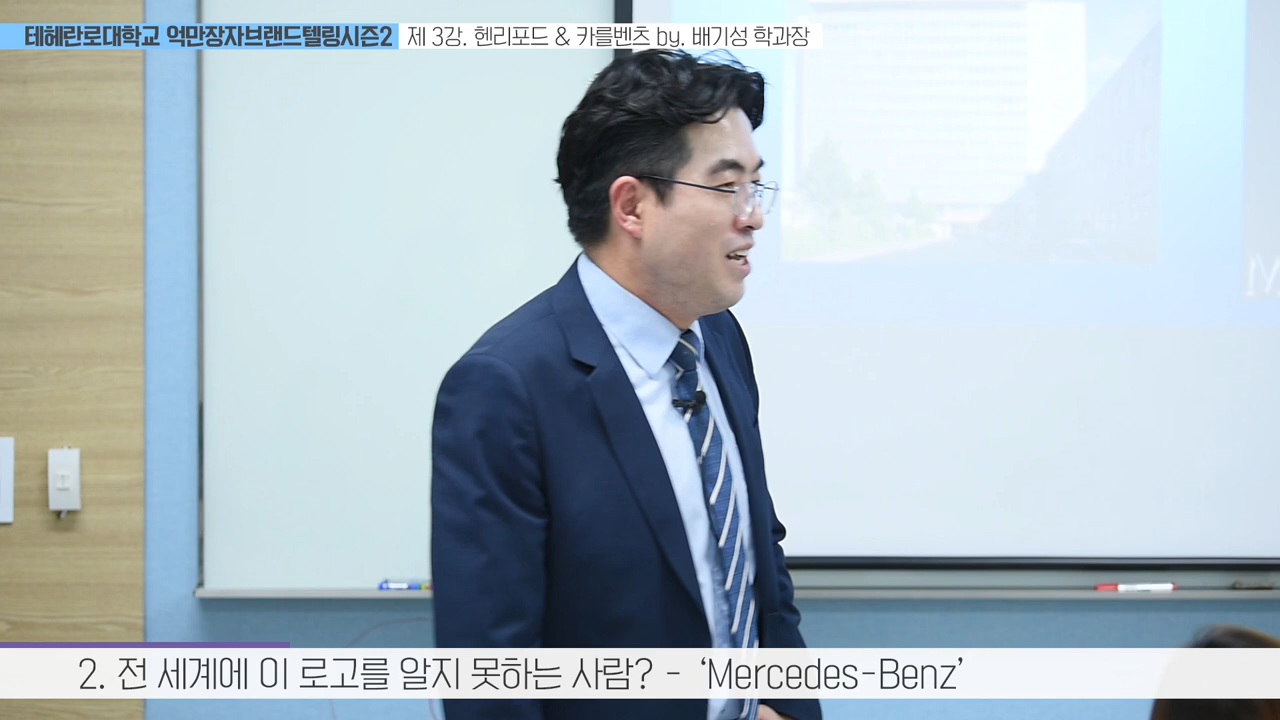 테헤란로대학교 억만장자브랜드텔링시즌2 제 3강. 헨리포드 & 카를벤츠 by. 배기성 학과장
2. 전 세계에 이 로고를 알지 못하는 사람? - ‘Mercedes-Benz’